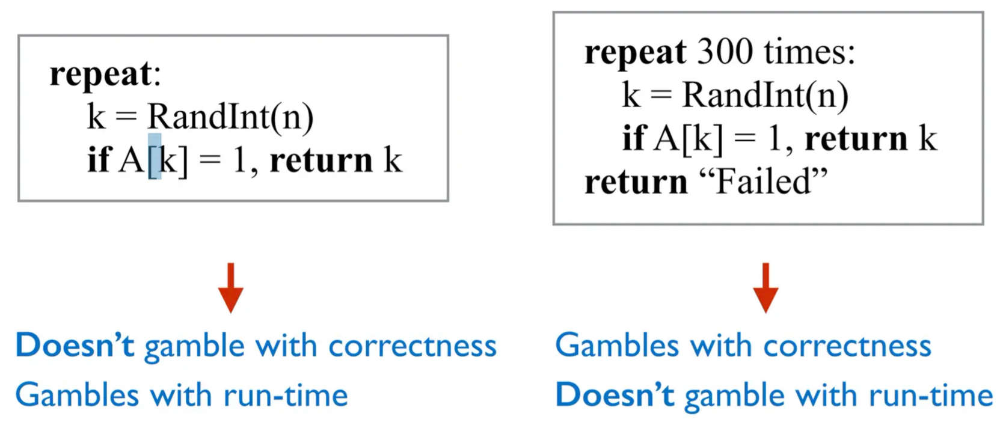 repeat:
k = RandInt(n)
if A[k] = 1, return k
Doesn't gamble with correctness
Gambles with run-time
repeat 300 times:
k = RandInt(n)
if A[k] = 1, return k
return “Failed”
Gambles with correctness
Doesn't gamble with run-time